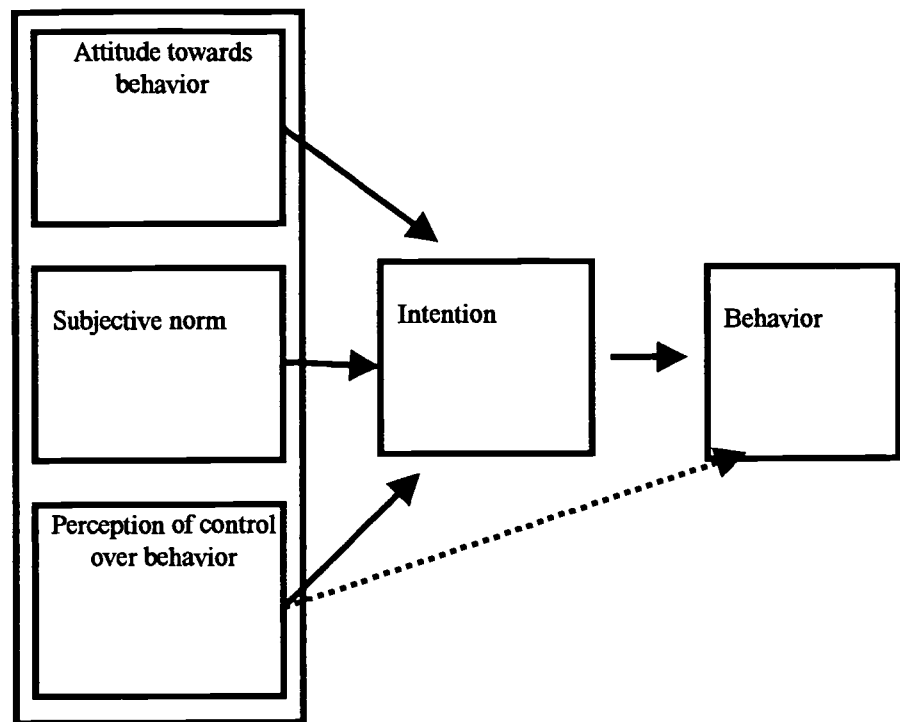 Attitude towards
behavior
Subjective norm
Intention
Behavior
Perception of control
over behavior